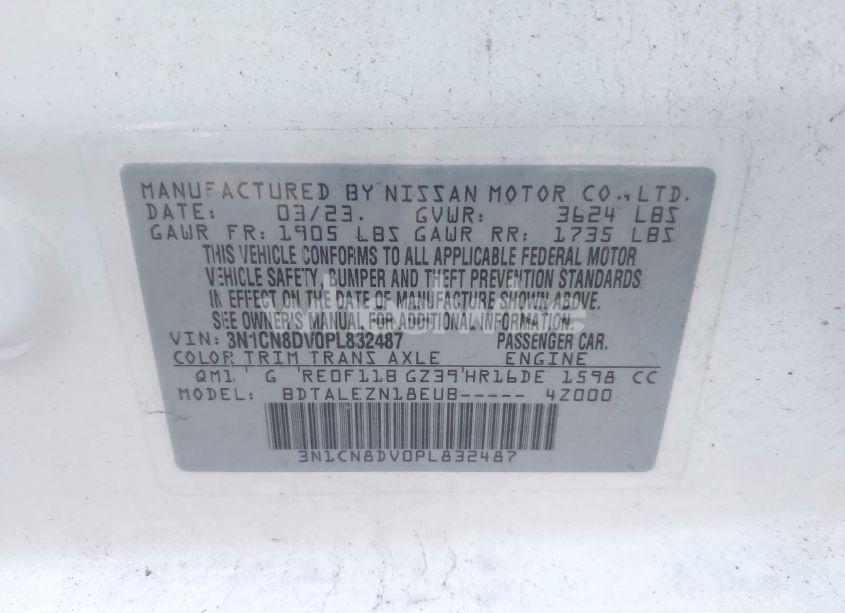 MANUFACTURED BY NISSAN MOTOR CO., LTD.
DATE: 03/23. GVWR: 3624 LBS
GAWR FR: 1905 LBS GAWR RR: 1735 LBS
THIS VEHICLE CONFORMS TO ALL APPLICABLE FEDERAL MOTOR
VEHICLE SAFETY, BUMPER AND THEFT PREVENTION STANDARDS
IN EFFECT ON THE DATE OF MANUFACTURE SHOWN ABOVE.
SEE OWNER'S MANUAL FOR ADDITIONAL INFORMATION.
VIN: 3N1CN8DV0PL832487 PASSENGER CAR.
COLOR TRIM TRANS AXLE ENGINE
QM1 G RE0F11B GZ39 HR16DE 1598 CC
MODEL: BDTALEZN18EUB----- 4Z000
3N1CN8DV0PL832487